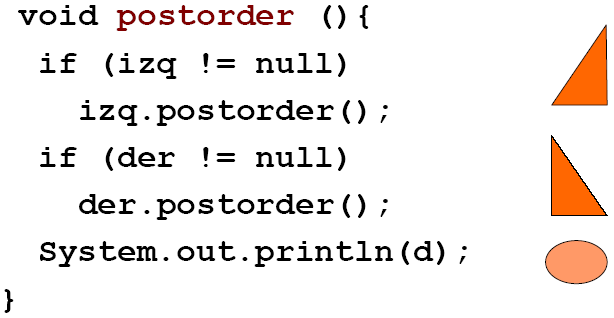 void postorder (){
if (izq != null)
izq.postorder();
if (der != null)
der.postorder();
System.out.println(d);
}